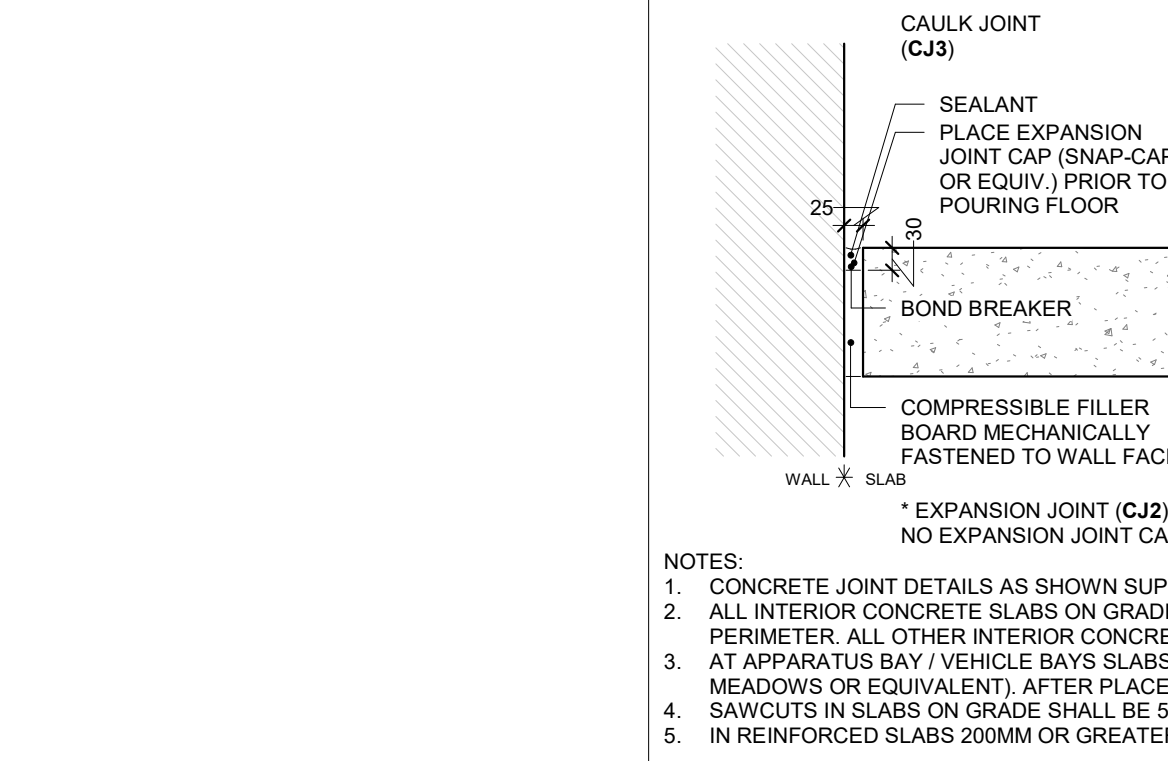 CAULK JOINT
(CJ3)
SEALANT
PLACE EXPANSION
JOINT CAP (SNAP-CAP
OR EQUIV.) PRIOR TO
POURING FLOOR
25
30
BOND BREAKER
COMPRESSIBLE FILLER
BOARD MECHANICALLY
FASTENED TO WALL FAC
WALL SLAB
* EXPANSION JOINT (CJ2)
NO EXPANSION JOINT CA
NOTES:
1. CONCRETE JOINT DETAILS AS SHOWN SUP
2. ALL INTERIOR CONCRETE SLABS ON GRADE
PERIMETER. ALL OTHER INTERIOR CONCRE
3. AT APPARATUS BAY / VEHICLE BAYS SLABS
MEADOWS OR EQUIVALENT). AFTER PLACE
4. SAWCUTS IN SLABS ON GRADE SHALL BE 5
5. IN REINFORCED SLABS 200MM OR GREATER